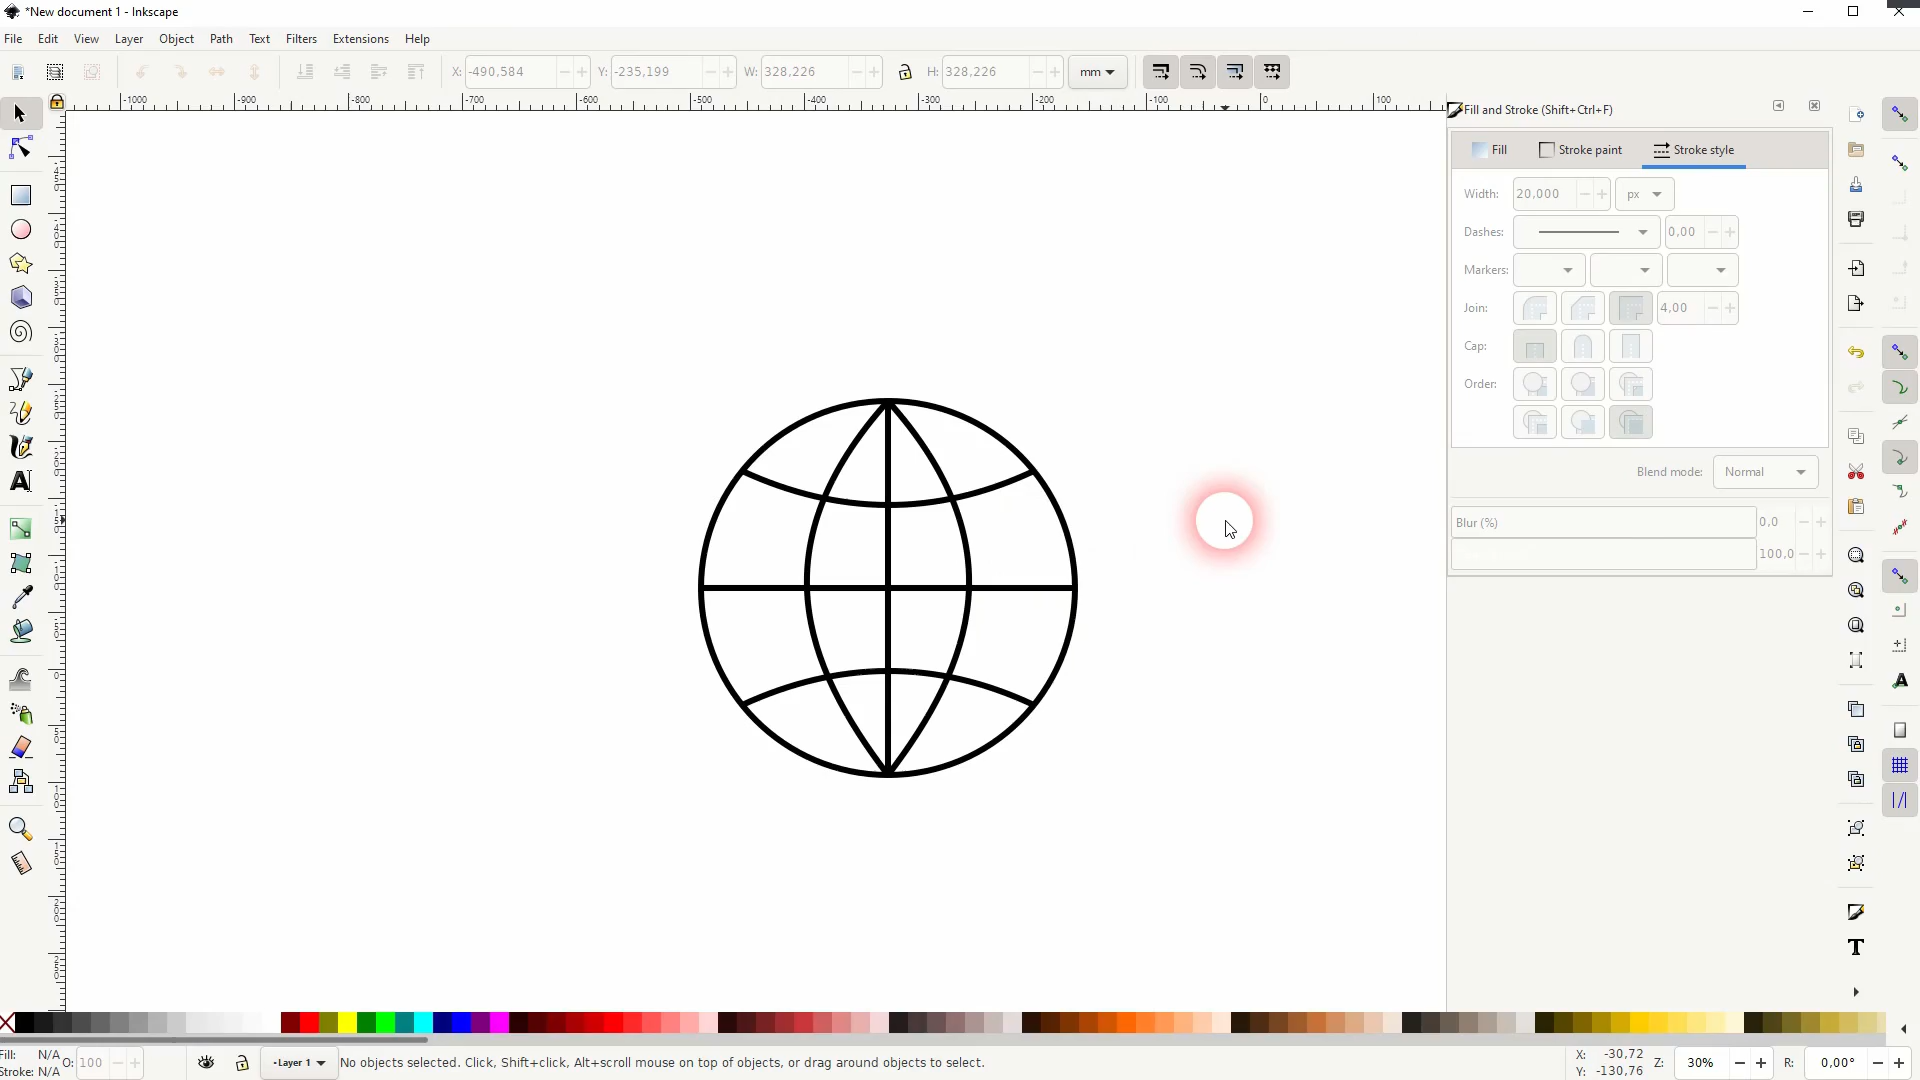 *New document 1 - Inkscape
File Edit View Layer Object Path Text Filters Extensions Help
X: -490,584 Y: -235,199 W: 328,226 H: 328,226 mm
-1000 -900 -800 -700 -600 -500 -400 -300 -200 -100 0 100
Fill and Stroke (Shift+Ctrl+F)
Fill Stroke paint Stroke style
Width: 20,000 px
Dashes: 0,00
Markers:
Join: 4,00
Cap:
Order:
Blend mode: Normal
Blur (%) 0,0
100,0
Fill: N/A
Stroke: N/A
O: 100
Layer 1
No objects selected. Click, Shift+click, Alt+scroll mouse on top of objects, or drag around objects to select.
X: -30,72
Y: -130,76
Z: 30% R: 0,00°